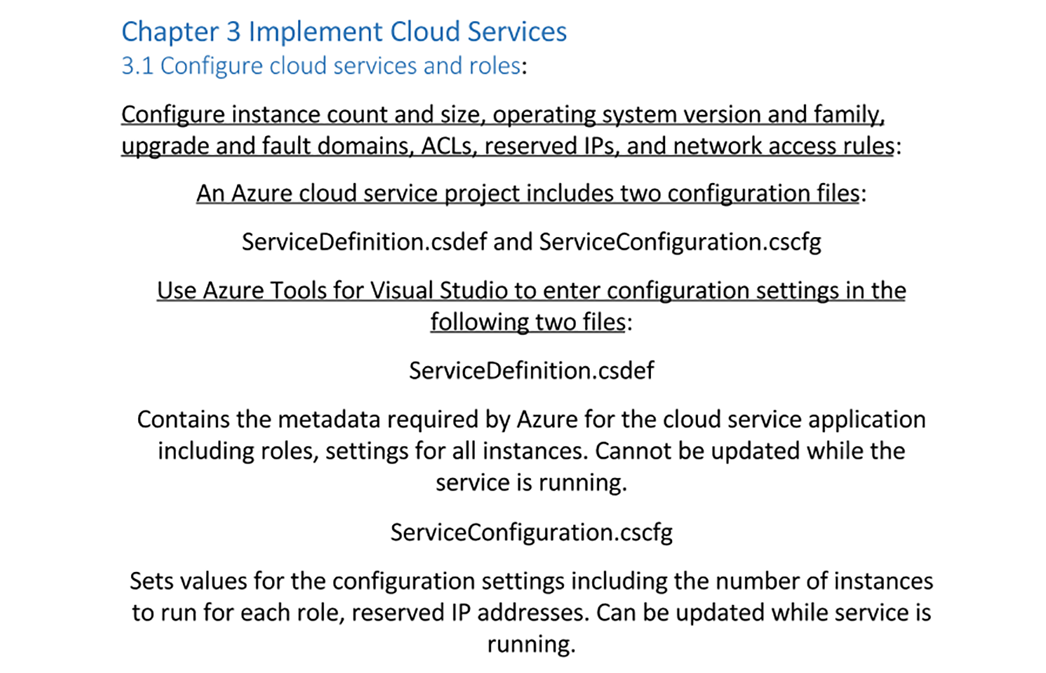 Chapter 3 Implement Cloud Services
3.1 Configure cloud services and roles:
Configure instance count and size, operating system version and family,
upgrade and fault domains, ACLs, reserved IPs, and network access rules:
An Azure cloud service project includes two configuration files:
ServiceDefinition.csdef and ServiceConfiguration.cscfg
Use Azure Tools for Visual Studio to enter configuration settings in the
following two files:
ServiceDefinition.csdef
Contains the metadata required by Azure for the cloud service application
including roles, settings for all instances. Cannot be updated while the
service is running.
ServiceConfiguration.cscfg
Sets values for the configuration settings including the number of instances
to run for each role, reserved IP addresses. Can be updated while service is
running.